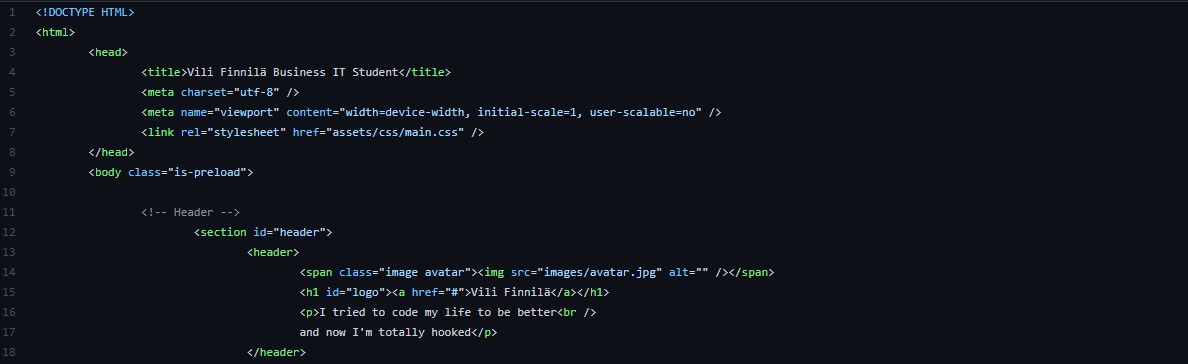 1 <!DOCTYPE HTML>
2 <html>
3 <head>
4 <title>Vili Finnilä Business IT Student</title>
5 <meta charset="utf-8" />
6 <meta name="viewport" content="width=device-width, initial-scale=1, user-scalable=no" />
7 <link rel="stylesheet" href="assets/css/main.css" />
8 </head>
9 <body class="is-preload">
10
11 <!-- Header -->
12 <section id="header">
13 <header>
14 <span class="image avatar"><img src="images/avatar.jpg" alt="" /></span>
15 <h1 id="logo"><a href="#">Vili Finnilä</a></h1>
16 <p>I tried to code my life to be better<br />
17 and now I'm totally hooked</p>
18 </header>